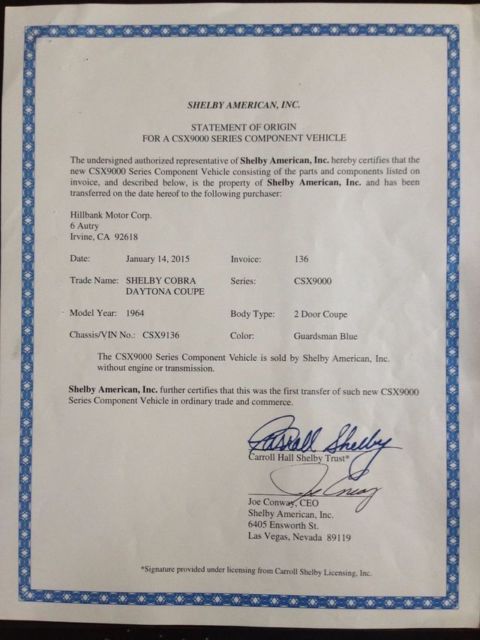 SHELBY AMERICAN, INC.
STATEMENT OF ORIGIN
FOR A CSX9000 SERIES COMPONENT VEHICLE
The undersigned authorized representative of Shelby American, Inc. hereby certifies that the
new CSX9000 Series Component Vehicle consisting of the parts and components listed on
invoice, and described below, is the property of Shelby American, Inc. and has been
transferred on the date hereof to the following purchaser:
Hillbank Motor Corp.
6 Autry
Irvine, CA 92618
Date: January 14, 2015 Invoice: 136
Trade Name: SHELBY COBRA Series: CSX9000
DAYTONA COUPE
Model Year: 1964 Body Type: 2 Door Coupe
Chassis/VIN No.: CSX9136 Color: Guardsman Blue
The CSX9000 Series Component Vehicle is sold by Shelby American, Inc.
without engine or transmission.
Shelby American, Inc. further certifies that this was the first transfer of such new CSX9000
Series Component Vehicle in ordinary trade and commerce.
Carroll Shelby
Carroll Hall Shelby Trust*
Joe Conway
Joe Conway, CEO
Shelby American, Inc.
6405 Ensworth St.
Las Vegas, Nevada 89119
*Signature provided under licensing from Carroll Shelby Licensing, Inc.